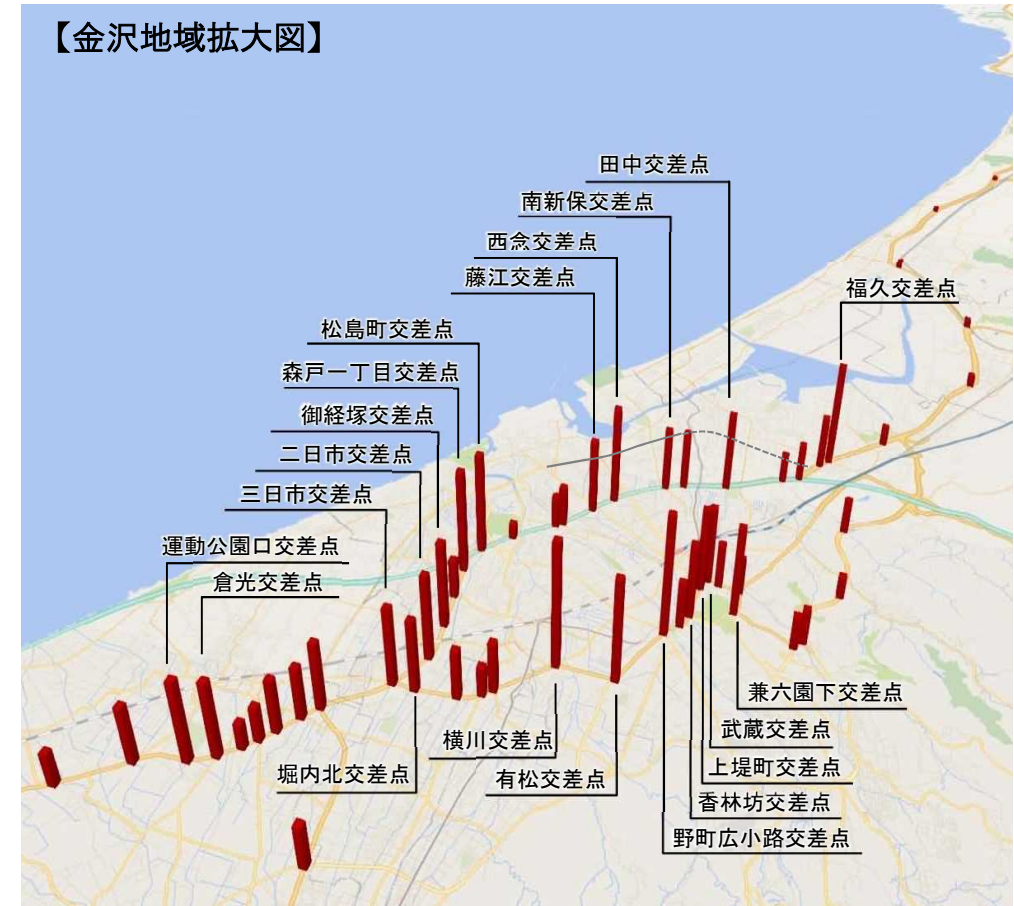 【金沢地域拡大図】
田中交差点
南新保交差点
西念交差点
藤江交差点
福久交差点
松島町交差点
森戸一丁目交差点
御経塚交差点
二日市交差点
三日市交差点
運動公園口交差点
倉光交差点
兼六園下交差点
武蔵交差点
横川交差点
上堤町交差点
堀内北交差点
有松交差点
香林坊交差点
野町広小路交差点